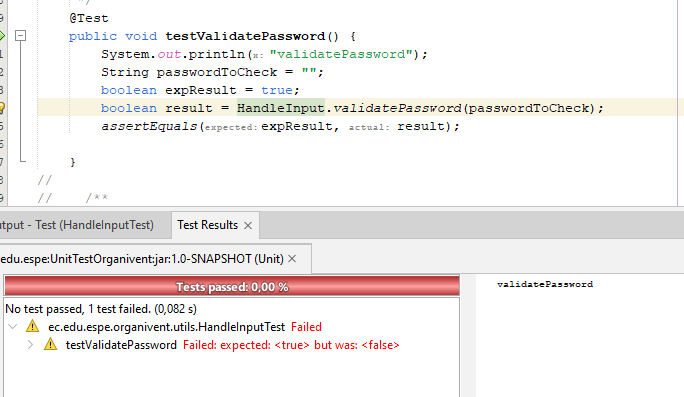 */
@Test
public void testValidatePassword() {
System.out.println(x: "validatePassword");
String passwordToCheck = "";
boolean expResult = true;
boolean result = HandleInput.validatePassword(passwordToCheck);
assertEquals(expected: expResult, actual: result);
}
//
// /**
utput - Test (HandleInputTest) Test Results ×
.edu.espe:UnitTestOrganivent:jar:1.0-SNAPSHOT (Unit) ×
Tests passed: 0,00 %
validatePassword
No test passed, 1 test failed. (0,082 s)
ec.edu.espe.organivent.utils.HandleInputTest Failed
testValidatePassword Failed: expected: <true> but was: <false>